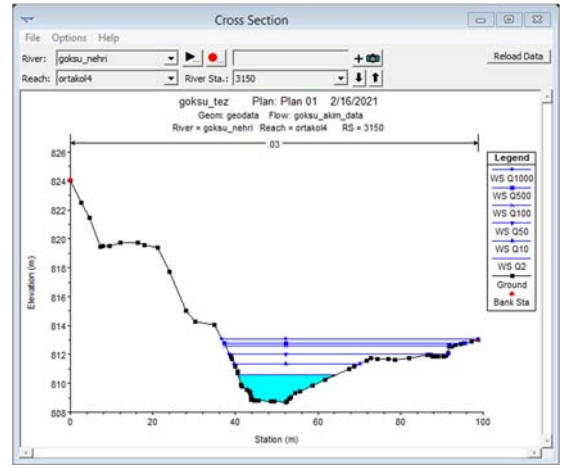 Cross Section
File Options Help
River: goksu_nehri
Reload Data
Reach: ortakol4 River Sta.: 3150
goksu_tez Plan: Plan 01 2/16/2021
Geom: geodata Flow: goksu_akim_data
River = goksu_nehri Reach = ortakol4 RS = 3150
.03
826
824
822
820
818
816
814
812
810
808
Elevation (m)
0 20 40 60 80 100
Station (m)
Legend
WS Q1000
WS Q500
WS Q100
WS Q50
WS Q10
WS Q2
Ground
Bank Sta